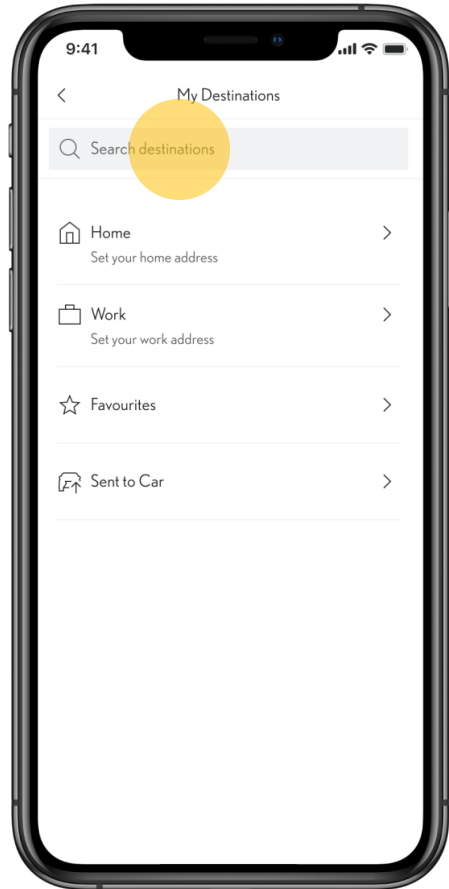 9:41
My Destinations
Search destinations
Home
Set your home address
Work
Set your work address
Favourites
Sent to Car